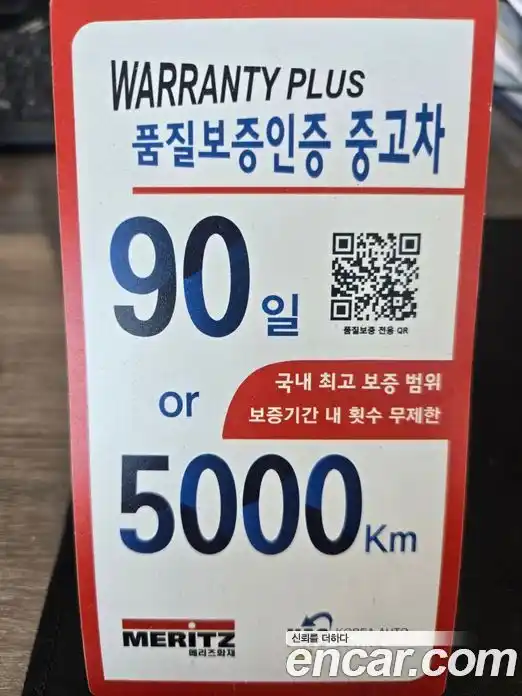 WARRANTY PLUS
품질보증인증 중고차
90일
품질보증 전용 QR
or
국내 최고 보증 범위
보증기간 내 횟수 무제한
5000Km
MERITZ
메리츠화재
KOREA AUTO
신뢰를 더하다
encar.com